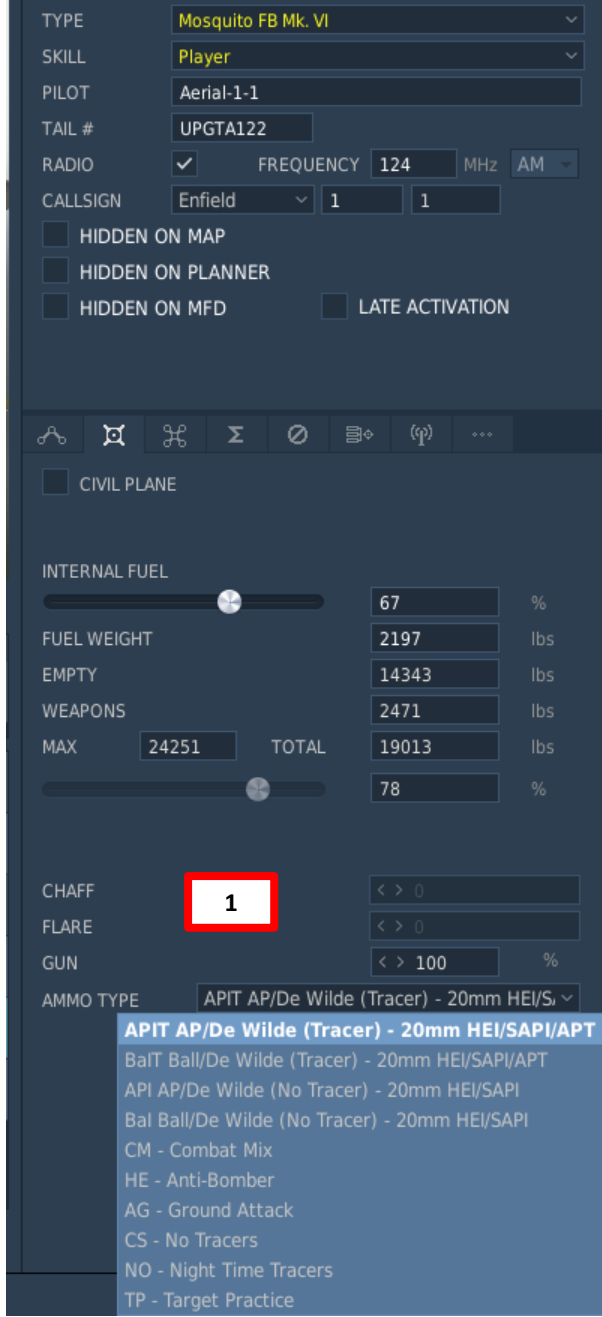 TYPE Mosquito FB Mk. VI
SKILL Player
PILOT Aerial-1-1
TAIL # UPGTA122
RADIO FREQUENCY 124 MHz AM
CALLSIGN Enfield 1 1
HIDDEN ON MAP
HIDDEN ON PLANNER
HIDDEN ON MFD LATE ACTIVATION
CIVIL PLANE
INTERNAL FUEL
67 %
FUEL WEIGHT 2197 lbs
EMPTY 14343 lbs
WEAPONS 2471 lbs
MAX 24251 TOTAL 19013 lbs
78 %
CHAFF < > 0
1
FLARE < > 0
GUN < > 100 %
AMMO TYPE APIT AP/De Wilde (Tracer) - 20mm HEI/S
APIT AP/De Wilde (Tracer) - 20mm HEI/SAPI/APT
BalT Ball/De Wilde (Tracer) - 20mm HEI/SAPI/APT
API AP/De Wilde (No Tracer) - 20mm HEI/SAPI
Bal Ball/De Wilde (No Tracer) - 20mm HEI/SAPI
CM - Combat Mix
HE - Anti-Bomber
AG - Ground Attack
CS - No Tracers
NO - Night Time Tracers
TP - Target Practice